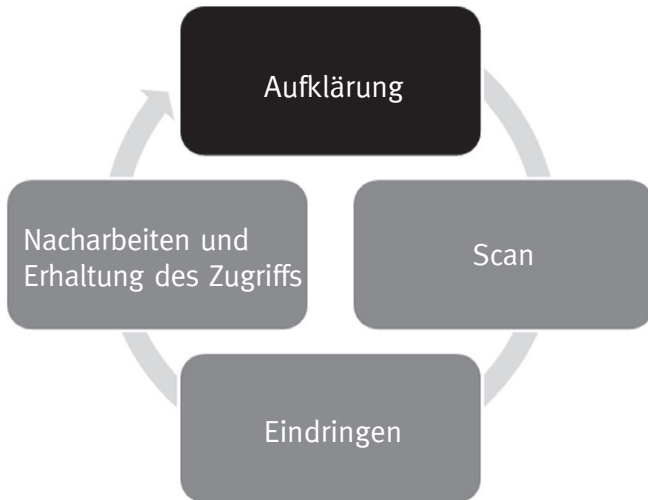 Aufklärung
Scan
Eindringen
Nacharbeiten und
Erhaltung des Zugriffs